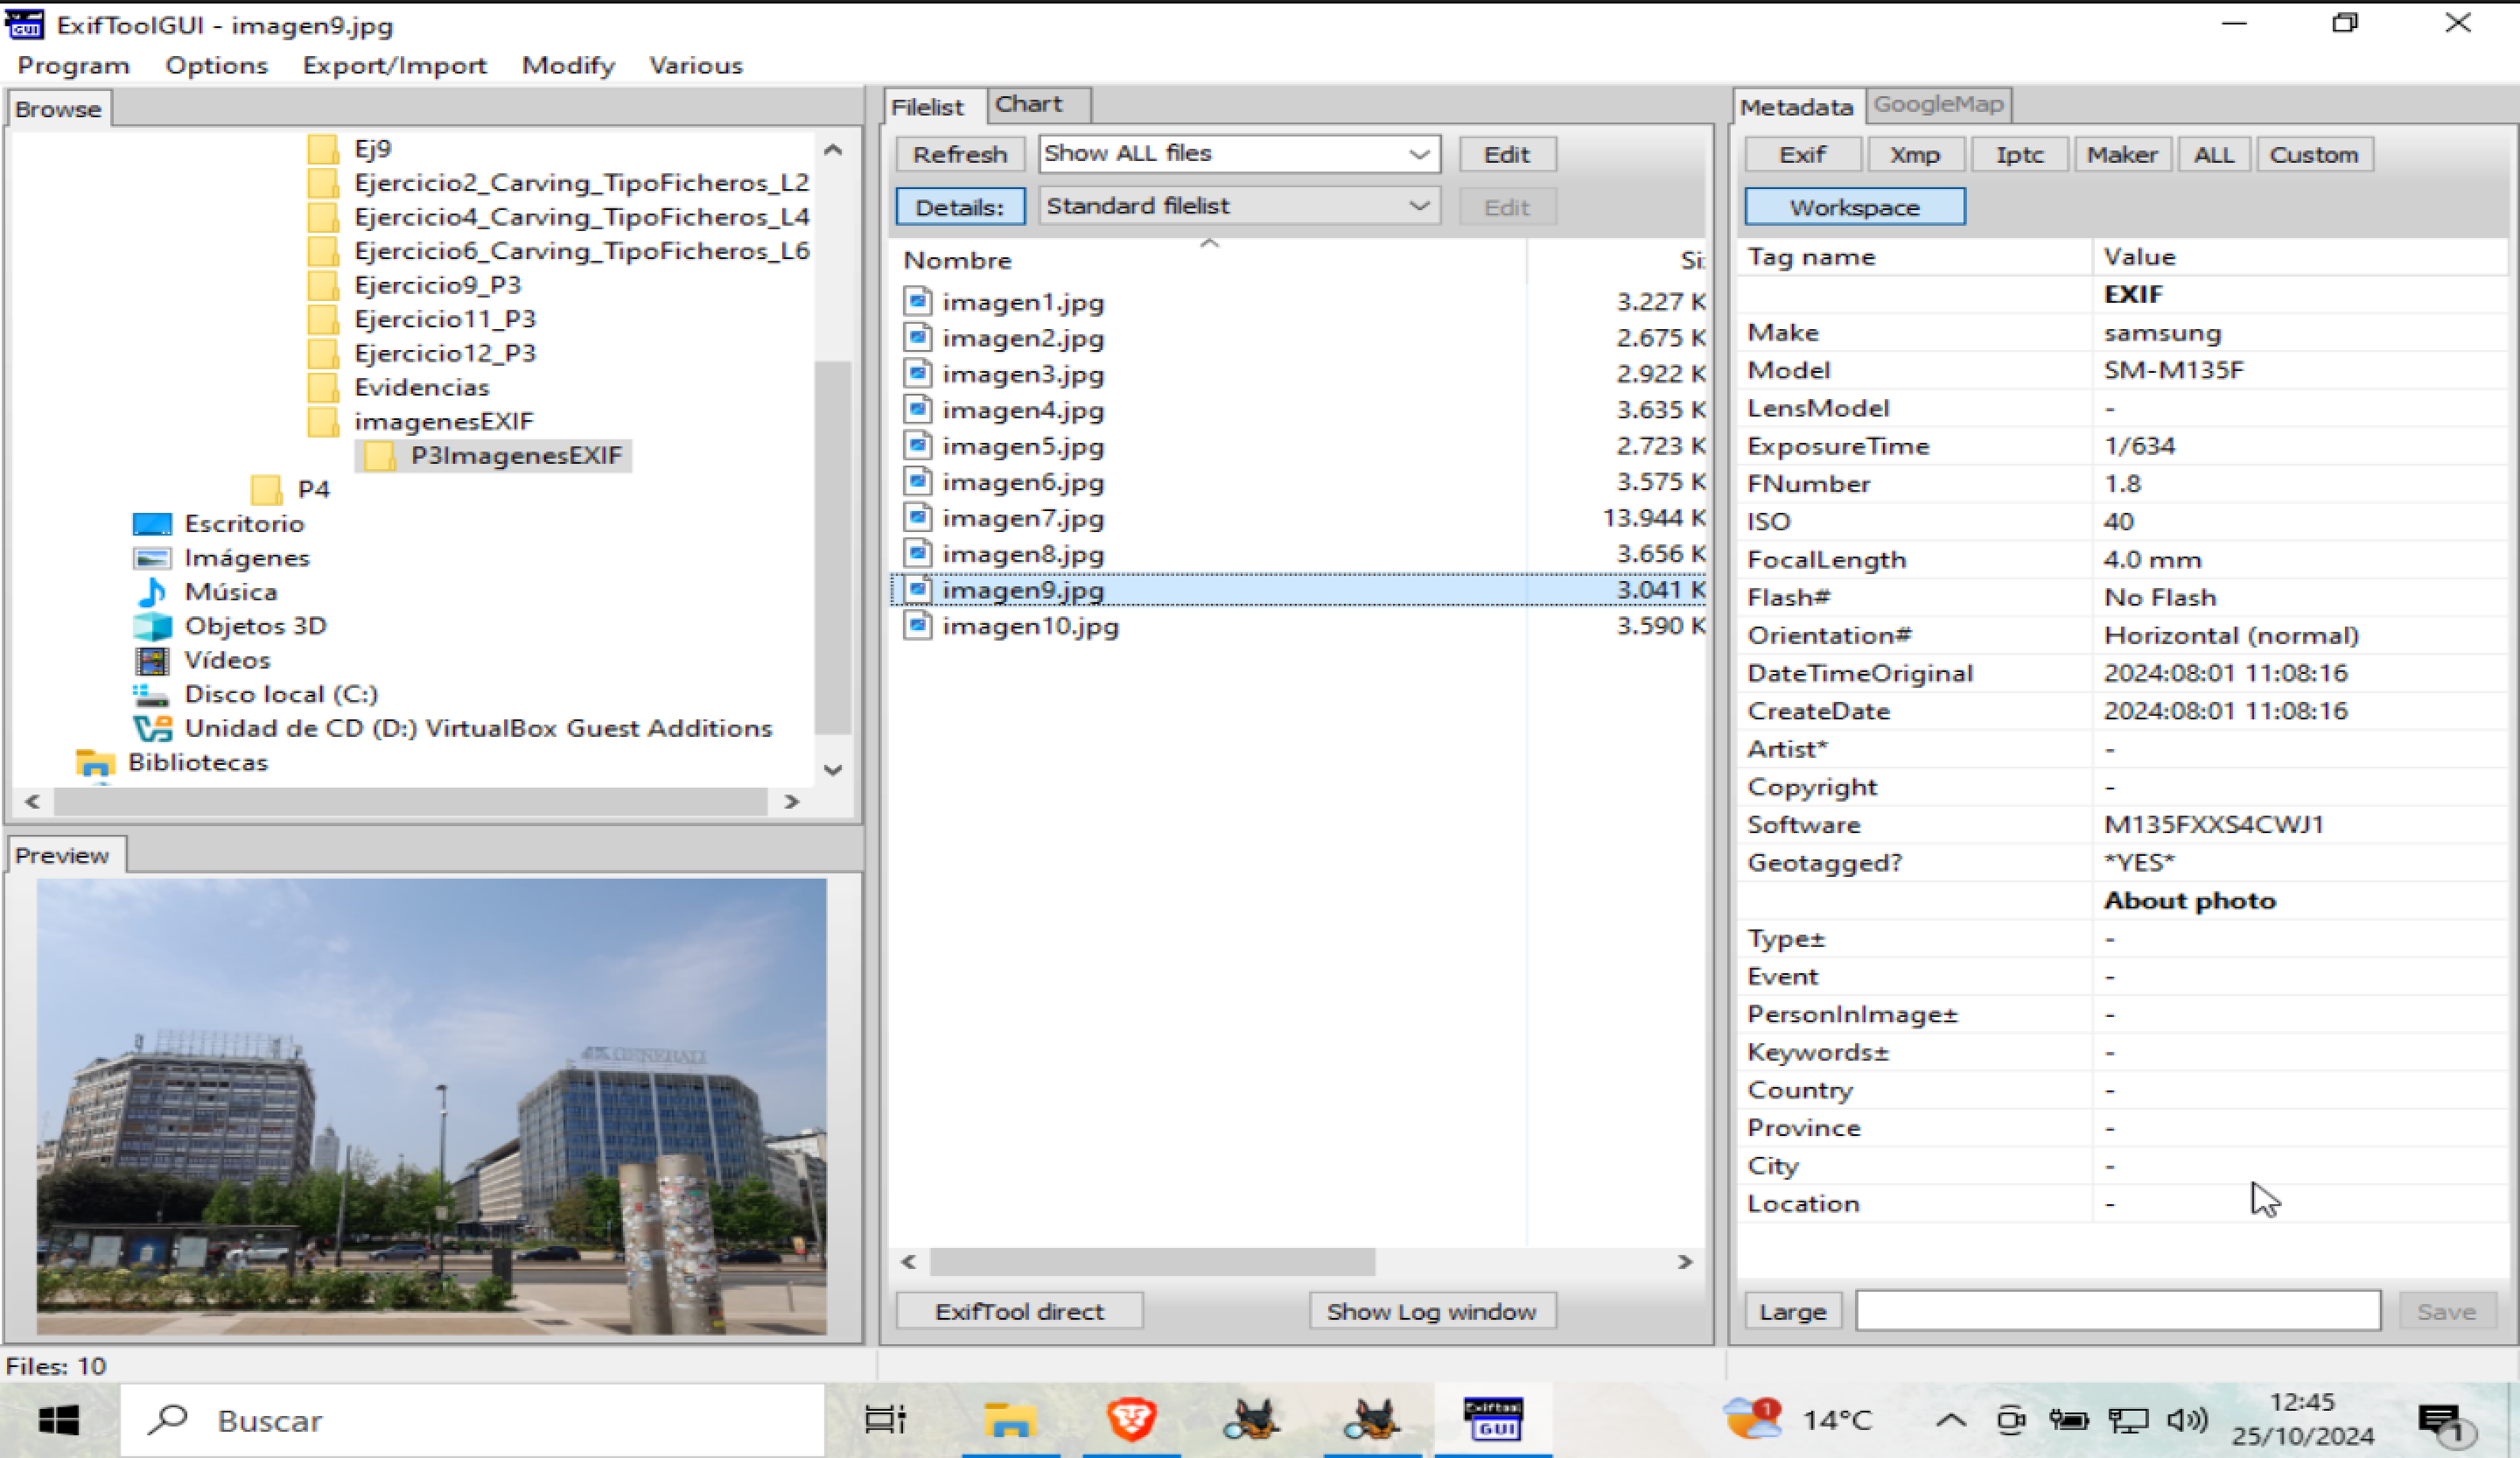 ExifToolGUI - imagen9.jpg
Program Options Export/Import Modify Various
Browse
Ej9
Ejercicio2_Carving_TipoFicheros_L2
Ejercicio4_Carving_TipoFicheros_L4
Ejercicio6_Carving_TipoFicheros_L6
Ejercicio9_P3
Ejercicio11_P3
Ejercicio12_P3
Evidencias
imagenesEXIF
P3ImagenesEXIF
P4
Escritorio
Imágenes
Música
Objetos 3D
Vídeos
Disco local (C:)
Unidad de CD (D:) VirtualBox Guest Additions
Bibliotecas
Preview
GENERALI
Files: 10
Filelist Chart
Refresh Show ALL files Edit
Details: Standard filelist Edit
Nombre Si
imagen1.jpg 3.227 K
imagen2.jpg 2.675 K
imagen3.jpg 2.922 K
imagen4.jpg 3.635 K
imagen5.jpg 2.723 K
imagen6.jpg 3.575 K
imagen7.jpg 13.944 K
imagen8.jpg 3.656 K
imagen9.jpg 3.041 K
imagen10.jpg 3.590 K
ExifTool direct Show Log window
Metadata GoogleMap
Exif Xmp Iptc Maker ALL Custom
Workspace
Tag name Value
EXIF
Make samsung
Model SM-M135F
LensModel -
ExposureTime 1/634
FNumber 1.8
ISO 40
FocalLength 4.0 mm
Flash# No Flash
Orientation# Horizontal (normal)
DateTimeOriginal 2024:08:01 11:08:16
CreateDate 2024:08:01 11:08:16
Artist* -
Copyright -
Software M135FXXS4CWJ1
Geotagged? *YES*
About photo
Type± -
Event -
PersonInImage± -
Keywords± -
Country -
Province -
City -
Location -
Large Save
Buscar
Exiftool
GUI
1
14°C
12:45
25/10/2024
1